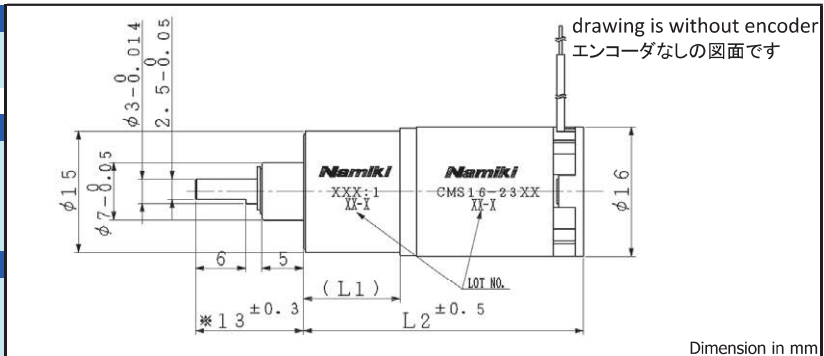 drawing is without encoder
エンコーダなしの図面です
φ3-0.014
0
2.5-0.05
0
φ7-0.05
0
φ15
Namiki
XXX:1
XX-X
Namiki
CMS16-23XX
XX-X
φ16
6
5
LOT NO.
(L1)
※13 ±0.3
L2 ±0.5
Dimension in mm